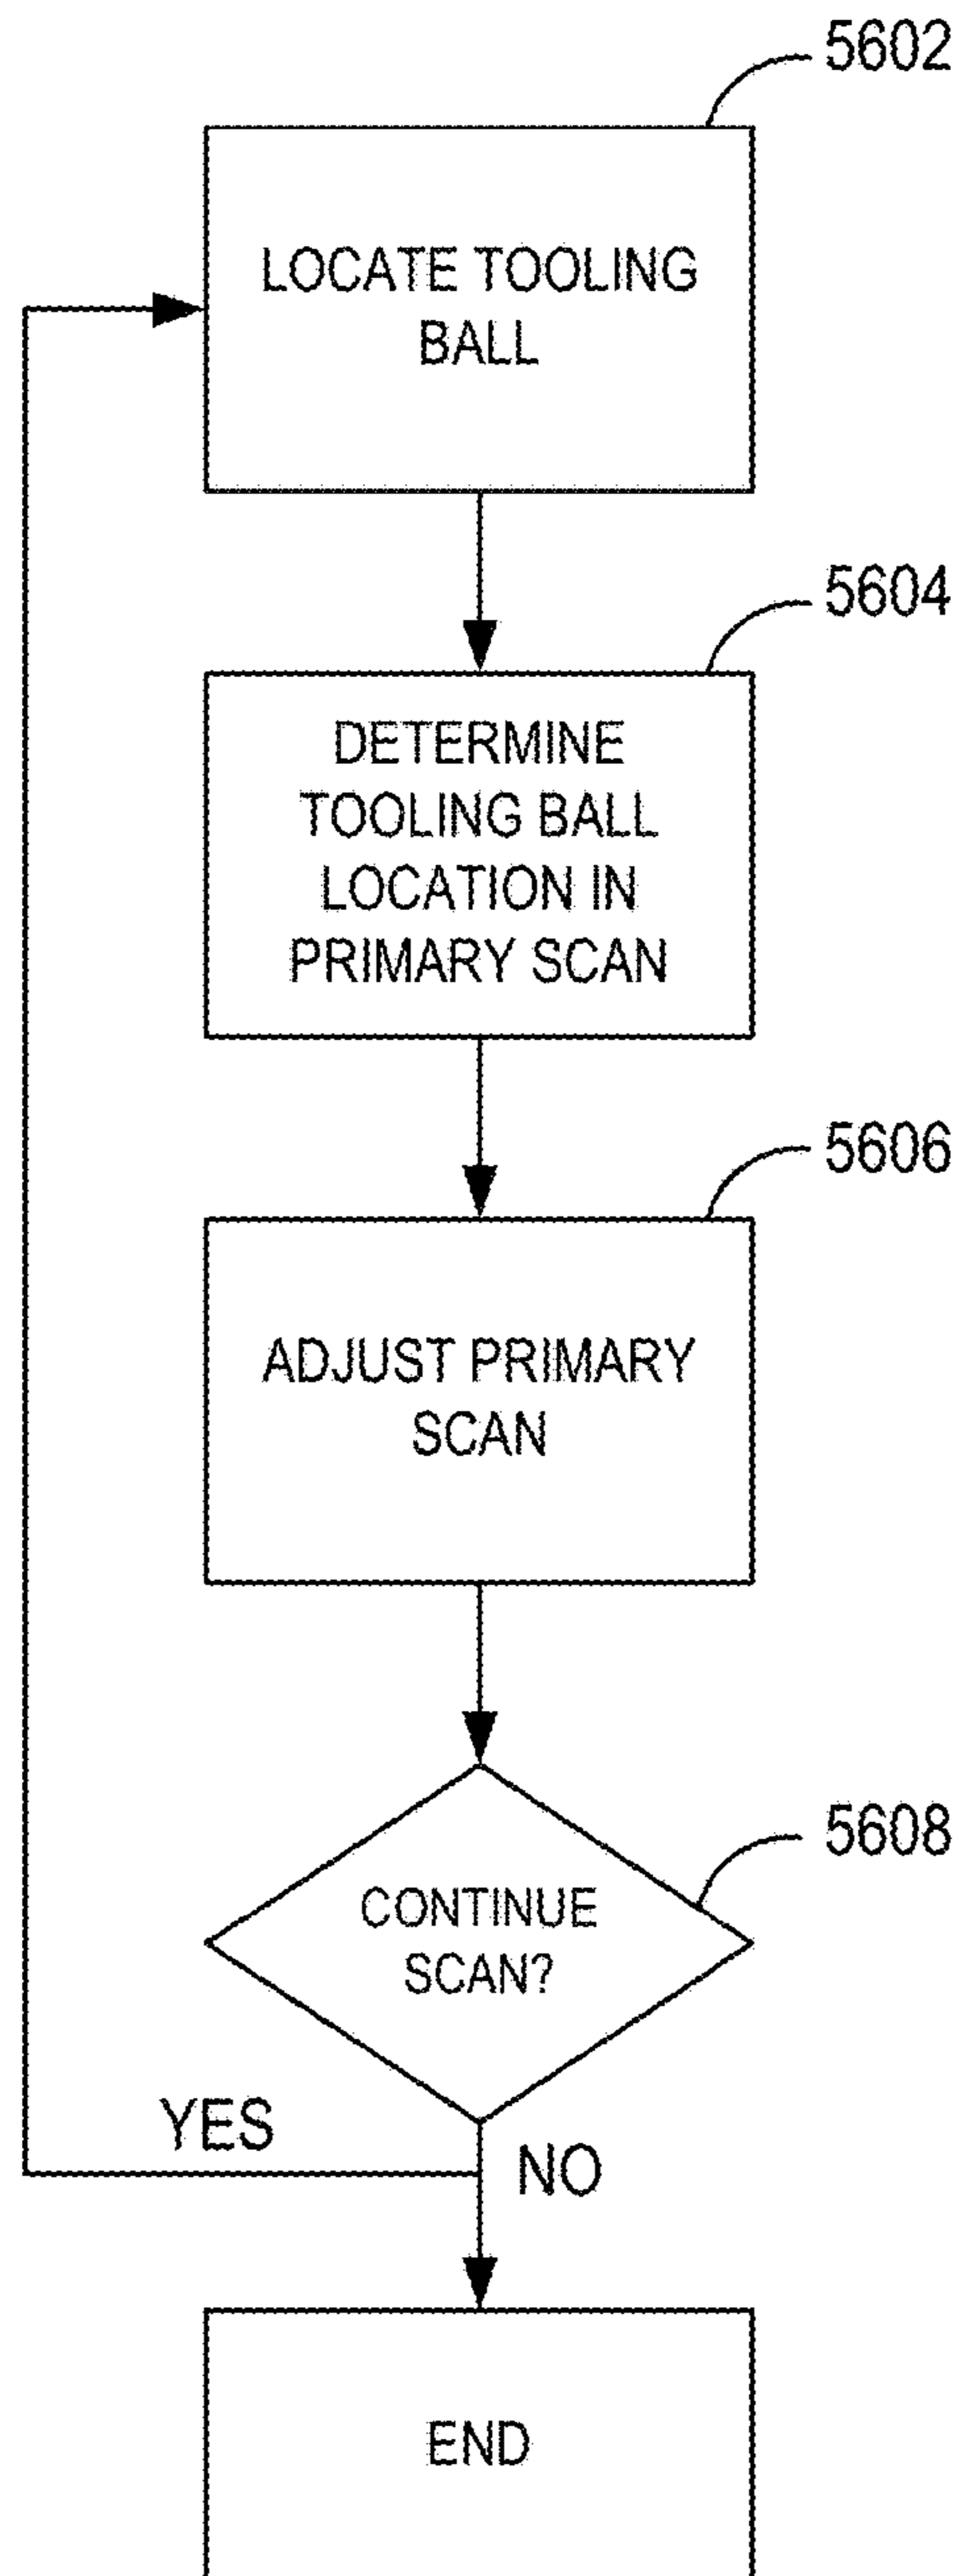 5602
LOCATE TOOLING
BALL
5604
DETERMINE
TOOLING BALL
LOCATION IN
PRIMARY SCAN
5606
ADJUST PRIMARY
SCAN
5608
CONTINUE
SCAN?
YES
NO
END